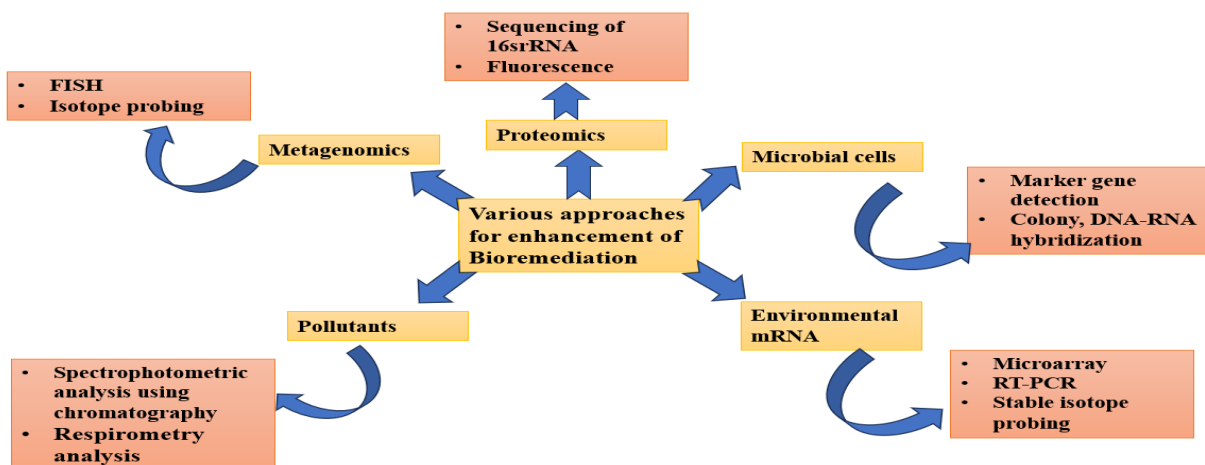 • Sequencing of
16srRNA
• Fluorescence
• FISH
• Isotope probing
Proteomics
Metagenomics
Microbial cells
• Marker gene
detection
• Colony, DNA-RNA
hybridization
Various approaches
for enhancement of
Bioremediation
Pollutants
Environmental
mRNA
• Spectrophotometric
analysis using
chromatography
• Respirometry
analysis
• Microarray
• RT-PCR
• Stable isotope
probing